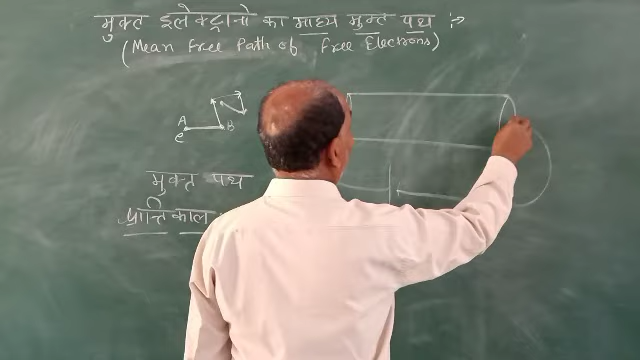 मुक्त इलेक्ट्रानो का माध्य मुक्त पथ :→
(Mean Free Path of Free Electrons)
A
e B
मुक्त पथ
श्रान्तिकाल